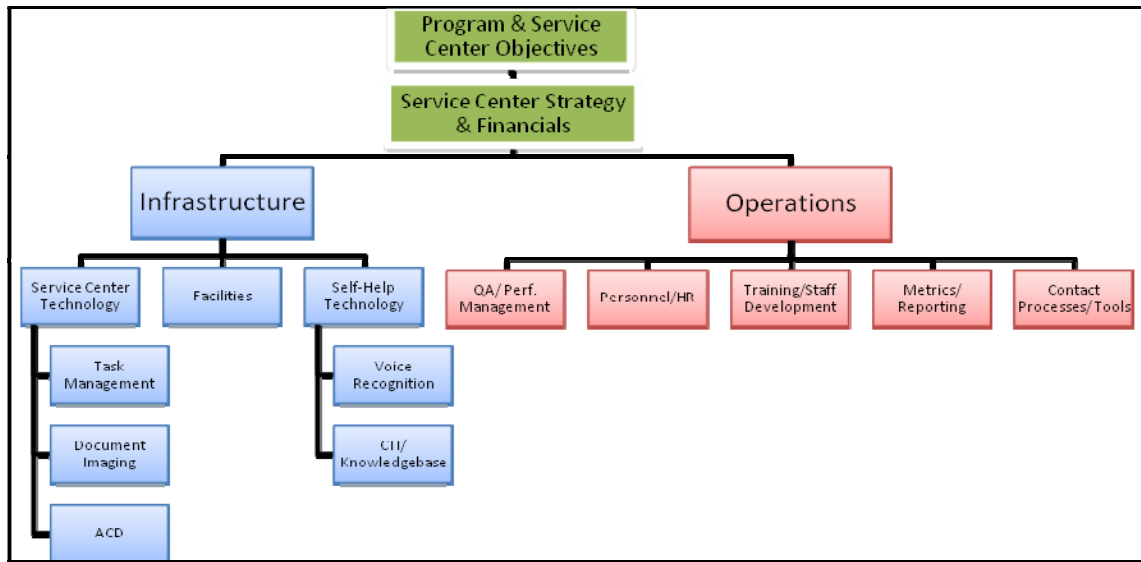 Program & Service
Center Objectives
Service Center Strategy
& Financials
Infrastructure
Operations
Service Center
Technology
Facilities
Self-Help
Technology
QA/ Perf.
Management
Personnel/HR
Training/Staff
Development
Metrics/
Reporting
Contact
Processes/Tools
Task
Management
Voice
Recognition
Document
Imaging
CTI/
Knowledgebase
ACD